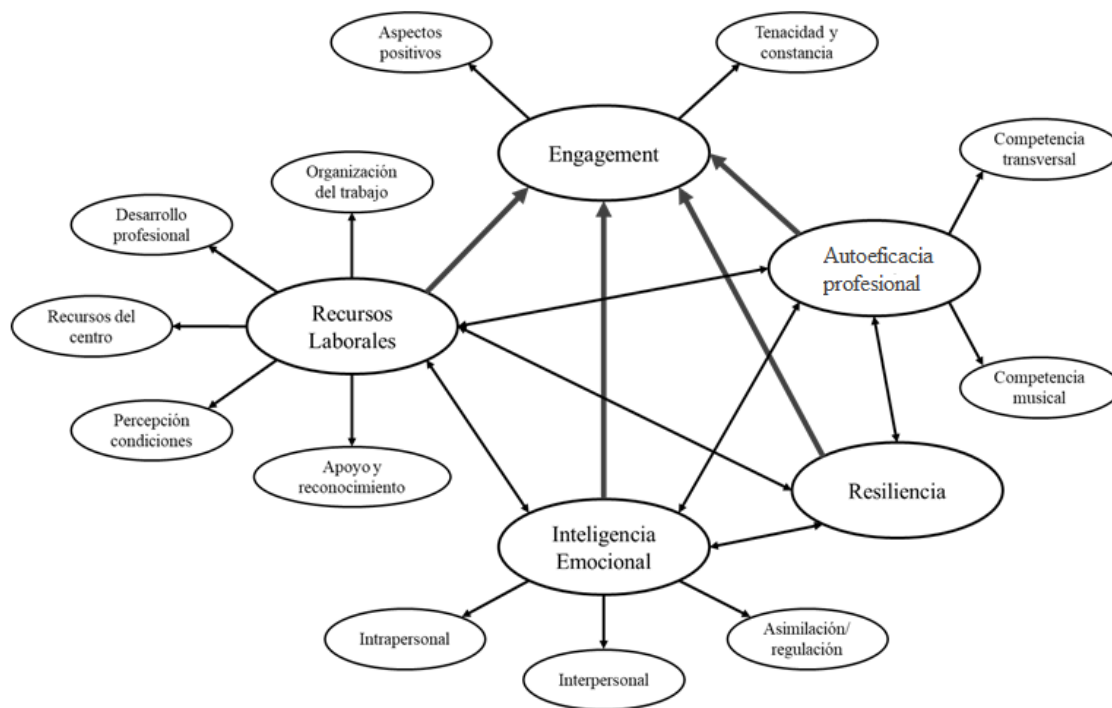 Aspectos
positivos
Tenacidad y
constancia
Engagement
Competencia
transversal
Organización
del trabajo
Desarrollo
profesional
Autoeficacia
profesional
Recursos del
centro
Recursos
Laborales
Competencia
musical
Percepción
condiciones
Apoyo y
reconocimiento
Resiliencia
Inteligencia
Emocional
Intrapersonal
Asimilación/
regulación
Interpersonal